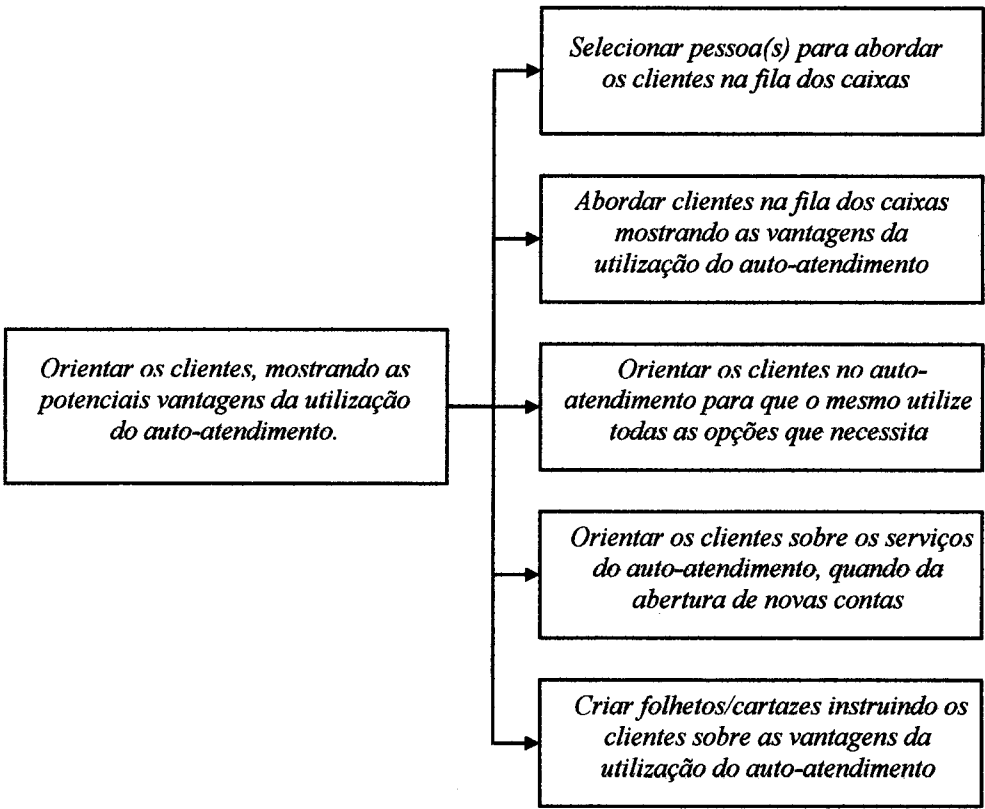 Selecionar pessoa(s) para abordar
os clientes na fila dos caixas
Abordar clientes na fila dos caixas
mostrando as vantagens da
utilização do auto-atendimento
Orientar os clientes, mostrando as
potenciais vantagens da utilização
do auto-atendimento.
Orientar os clientes no auto-
atendimento para que o mesmo utilize
todas as opções que necessita
Orientar os clientes sobre os serviços
do auto-atendimento, quando da
abertura de novas contas
Criar folhetos/cartazes instruindo os
clientes sobre as vantagens da
utilização do auto-atendimento